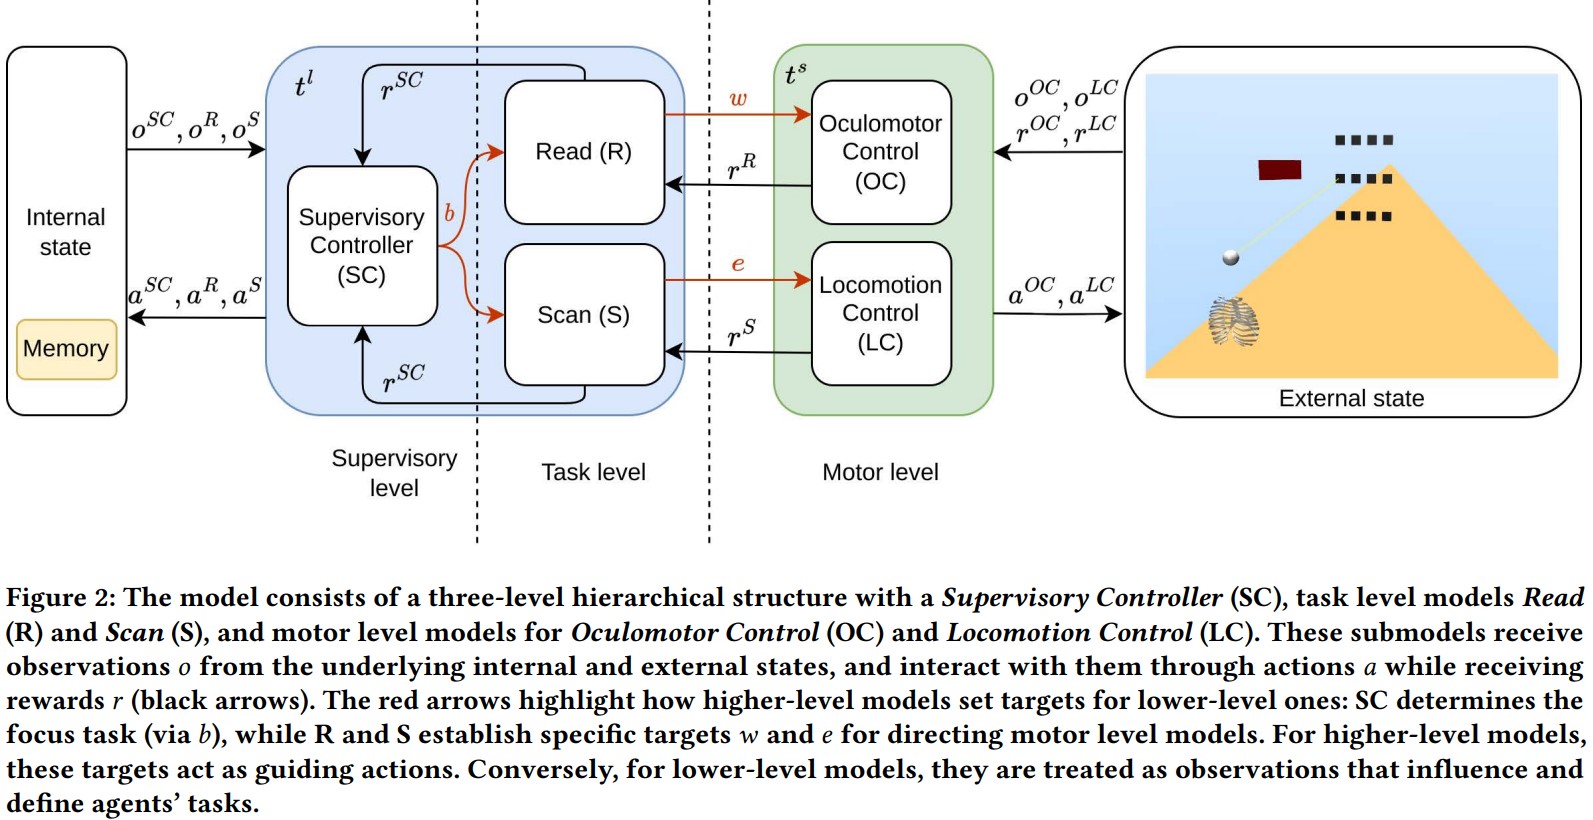 t^l
t^s
r^{SC}
w
o^{OC}, o^{LC}
r^{OC}, r^{LC}
o^{SC}, o^R, o^S
Read (R)
Oculomotor
Control
(OC)
r^R
Internal
state
Supervisory
Controller
(SC)
b
e
Scan (S)
Locomotion
Control
(LC)
a^{SC}, a^R, a^S
a^{OC}, a^{LC}
r^S
Memory
r^{SC}
External state
Supervisory
level
Task level
Motor level
Figure 2: The model consists of a three-level hierarchical structure with a Supervisory Controller (SC), task level models Read
(R) and Scan (S), and motor level models for Oculomotor Control (OC) and Locomotion Control (LC). These submodels receive
observations o from the underlying internal and external states, and interact with them through actions a while receiving
rewards r (black arrows). The red arrows highlight how higher-level models set targets for lower-level ones: SC determines the
focus task (via b), while R and S establish specific targets w and e for directing motor level models. For higher-level models,
these targets act as guiding actions. Conversely, for lower-level models, they are treated as observations that influence and
define agents’ tasks.